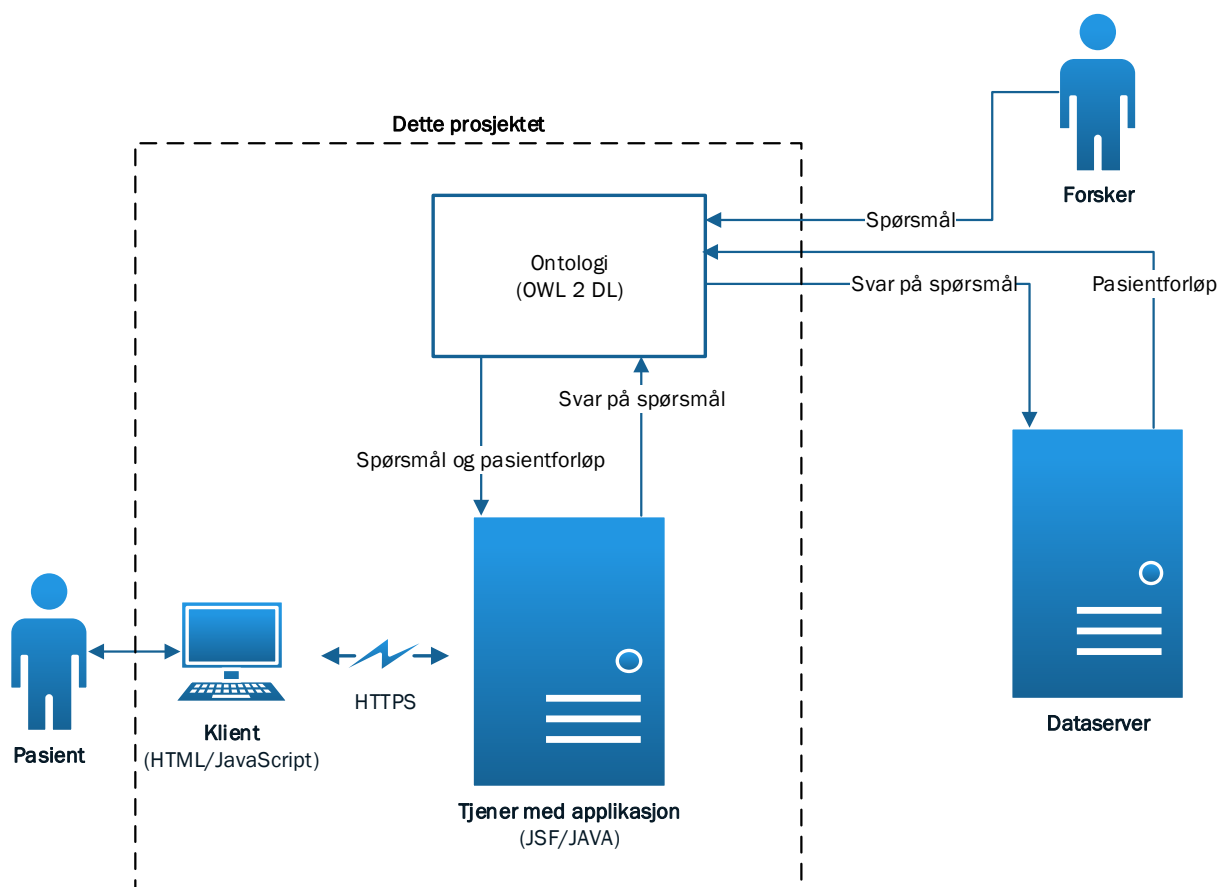 Dette prosjektet
Forsker
Spørsmål
Ontologi
(OWL 2 DL)
Svar på spørsmål
Pasientforløp
Svar på spørsmål
Spørsmål og pasientforløp
HTTPS
Pasient
Klient
(HTML/JavaScript)
Dataserver
Tjener med applikasjon
(JSF/JAVA)